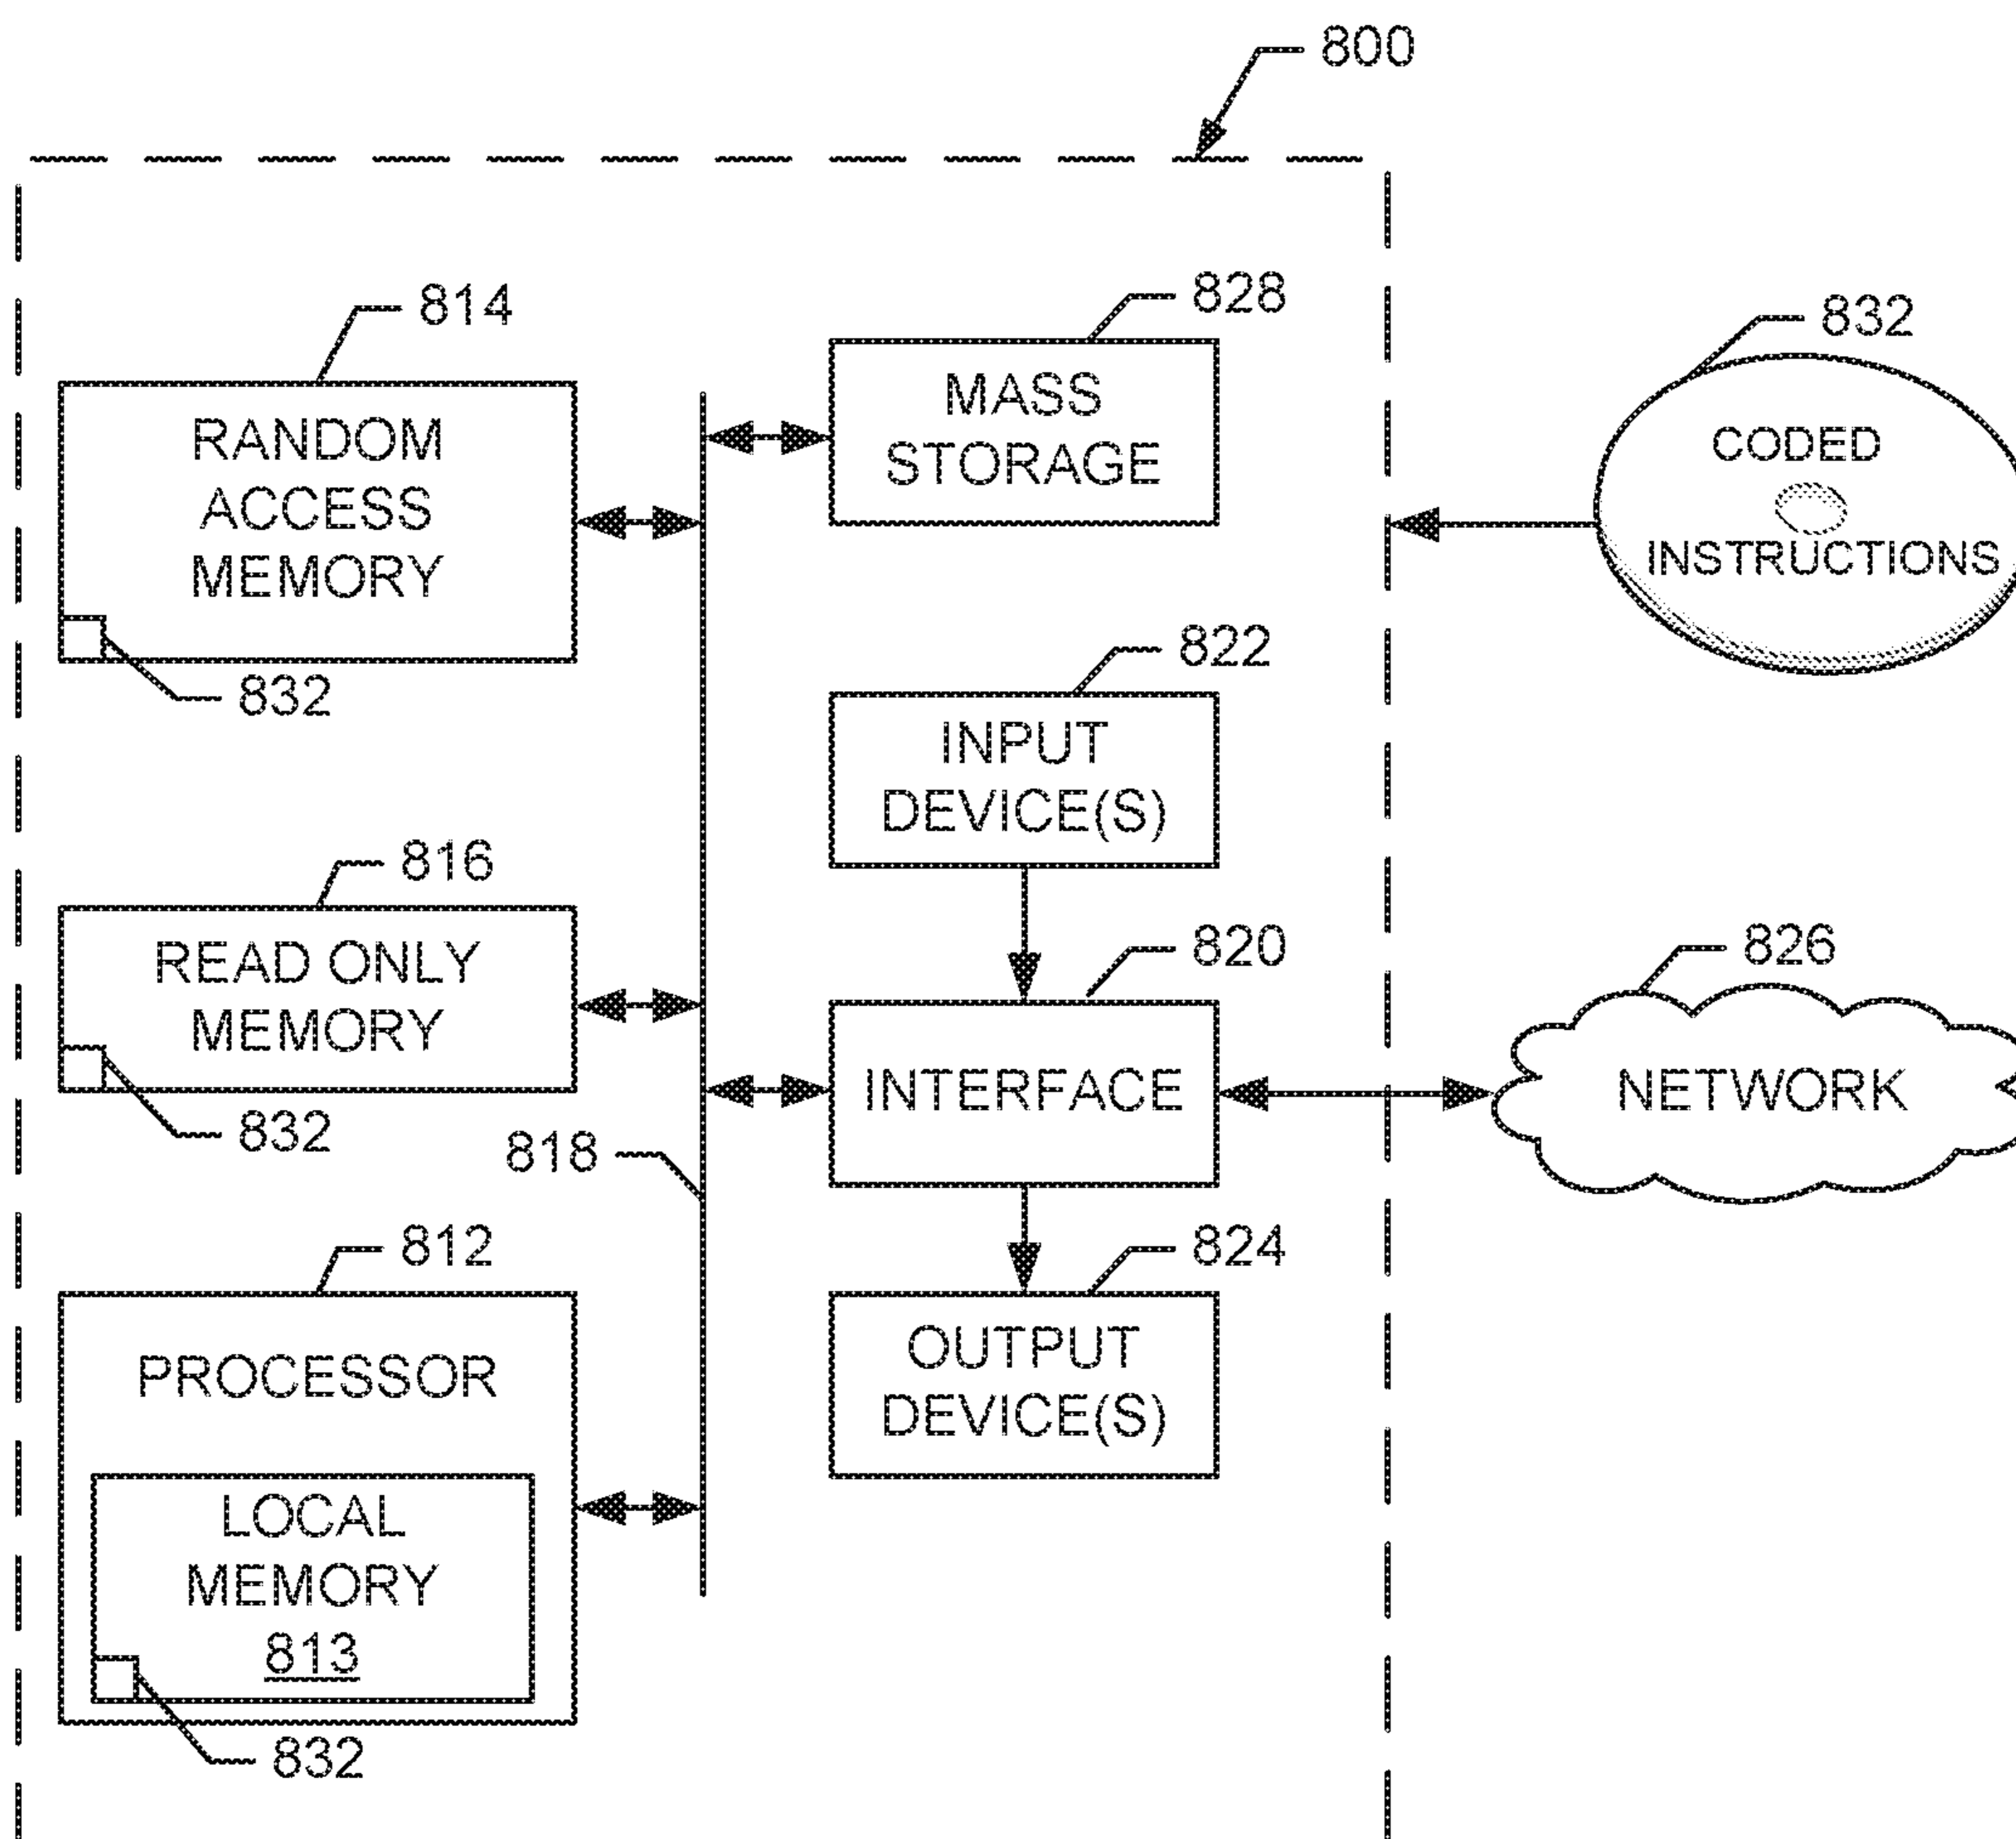 800
814
RANDOM
ACCESS
MEMORY
832
828
MASS
STORAGE
832
CODED
INSTRUCTIONS
822
INPUT
DEVICE(S)
816
READ ONLY
MEMORY
832
820
INTERFACE
826
NETWORK
818
812
PROCESSOR
LOCAL
MEMORY
813
832
824
OUTPUT
DEVICE(S)